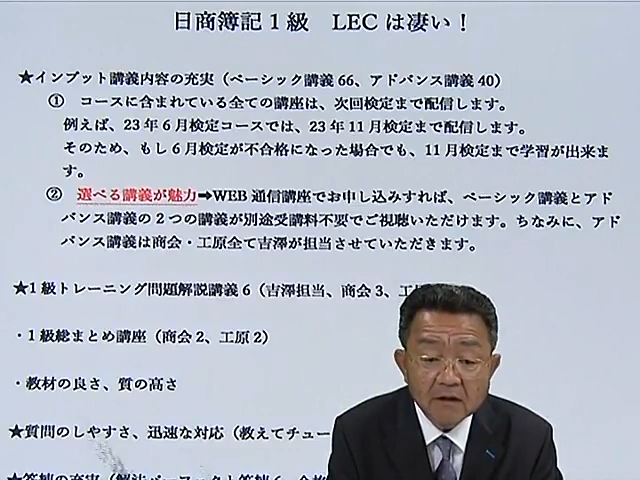 日商簿記1級 LECは凄い！
★インプット講義内容の充実（ベーシック講義66、アドバンス講義40）
① コースに含まれている全ての講座は、次回検定まで配信します。
例えば、23年6月検定コースでは、23年11月検定まで配信します。
そのため、もし6月検定が不合格になった場合でも、11月検定まで学習が出来ま
す。
② 選べる講義が魅力➡WEB通信講座でお申し込みすれば、ベーシック講義とアド
バンス講義の2つの講義が別途受講料不要でご視聴いただけます。ちなみに、アド
バンス講義は商会・工原全て吉澤が担当させていただきます。
★1級トレーニング問題解説講義6（吉澤担当、商会3、工
・1級総まとめ講座（商会2、工原2）
・教材の良さ、質の高さ
★質問のしやすさ、迅速な対応（教えてチュー